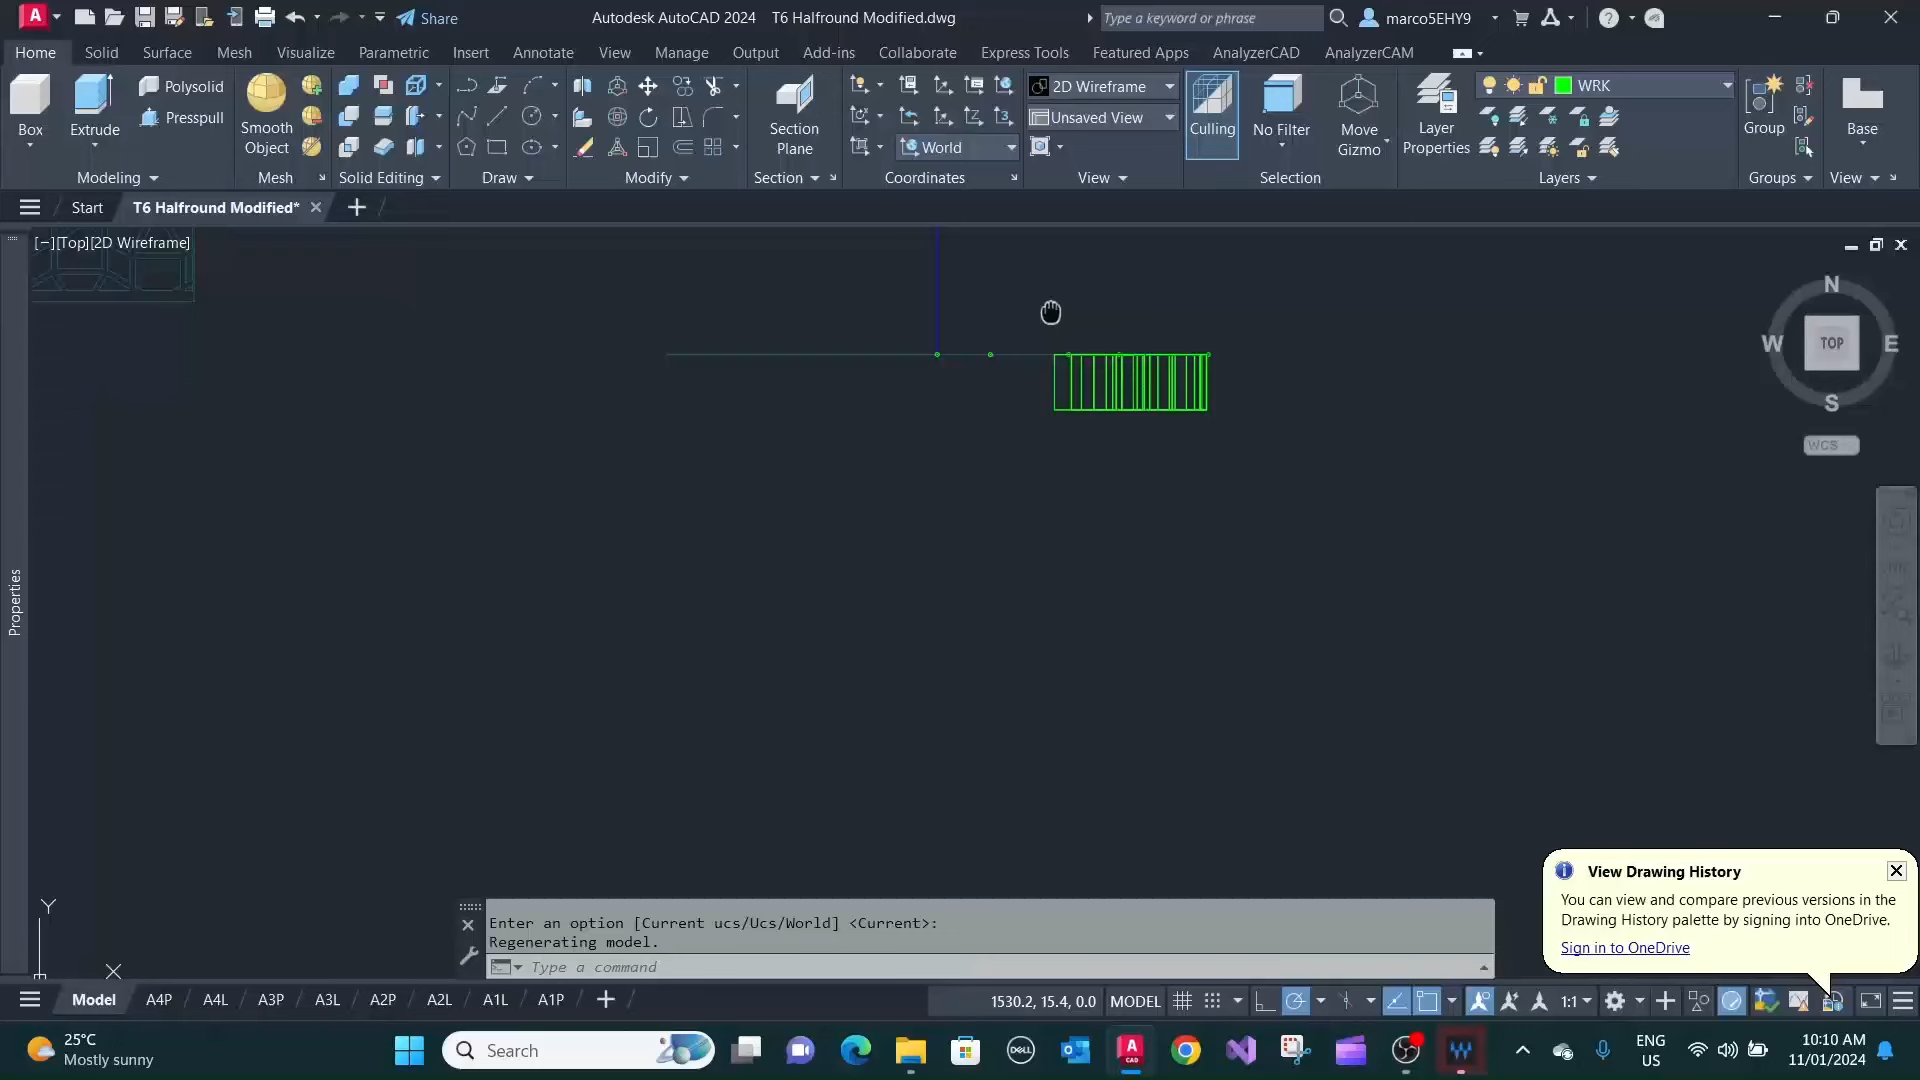 Share
Autodesk AutoCAD 2024 T6 Halfround Modified.dwg
Type a keyword or phrase
marco5EHY9
Home Solid Surface Mesh Visualize Parametric Insert Annotate View Manage Output Add-ins Collaborate Express Tools Featured Apps AnalyzerCAD AnalyzerCAM
Box
Extrude
Polysolid
Presspull
Modeling
Smooth
Object
Mesh
Solid Editing
Draw
Modify
Section
Plane
Section
World
Coordinates
2D Wireframe
Unsaved View
View
Culling
No Filter
Move
Gizmo
Selection
Layer
Properties
WRK
Layers
Group
Groups
Base
View
Start
T6 Halfround Modified*
[−][Top][2D Wireframe]
N
W
TOP
E
S
WCS
Properties
Y
X
Enter an option [Current ucs/Ucs/World] <Current>:
Regenerating model.
Type a command
View Drawing History
You can view and compare previous versions in the
Drawing History palette by signing into OneDrive.
Sign in to OneDrive
Model A4P A4L A3P A3L A2P A2L A1L A1P
1530.2, 15.4, 0.0 MODEL
1:1
25°C
Mostly sunny
Search
DELL
ENG
US
10:10 AM
11/01/2024